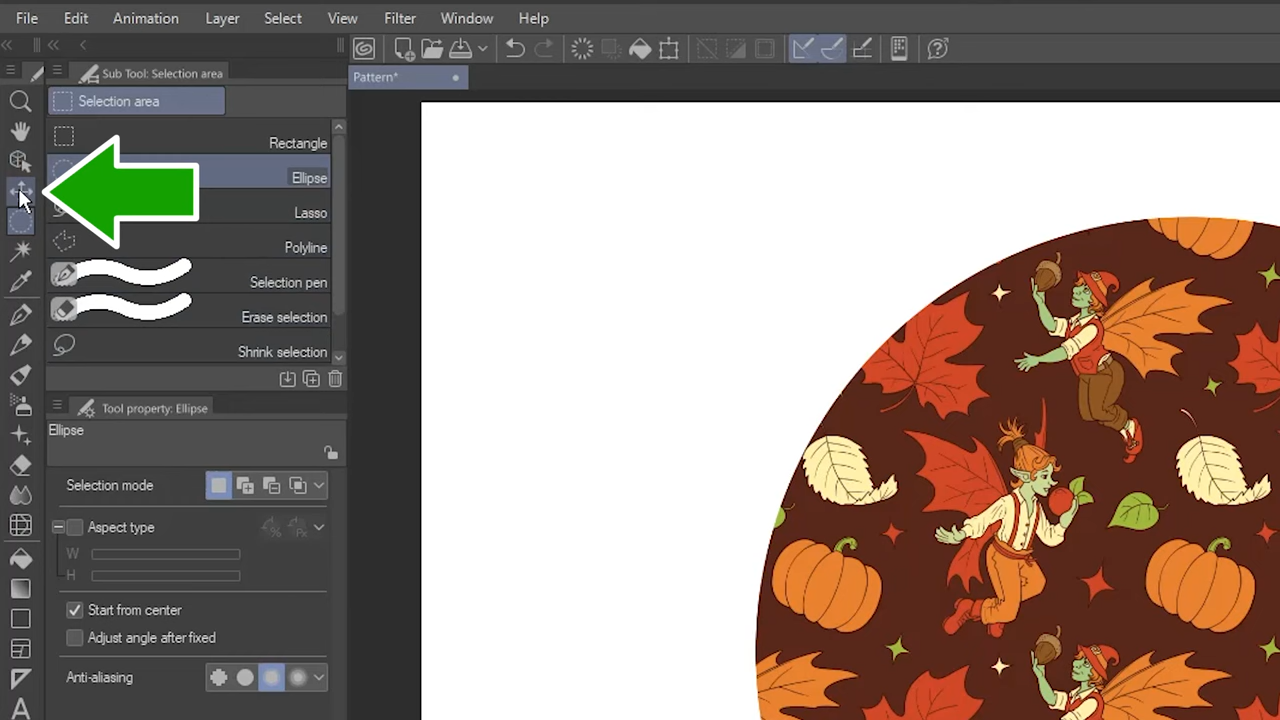 File Edit Animation Layer Select View Filter Window Help
Sub Tool: Selection area
Pattern*
Selection area
Rectangle
Ellipse
Lasso
Polyline
Selection pen
Erase selection
Shrink selection
Tool property: Ellipse
Ellipse
Selection mode
Aspect type
W
H
Start from center
Adjust angle after fixed
Anti-aliasing